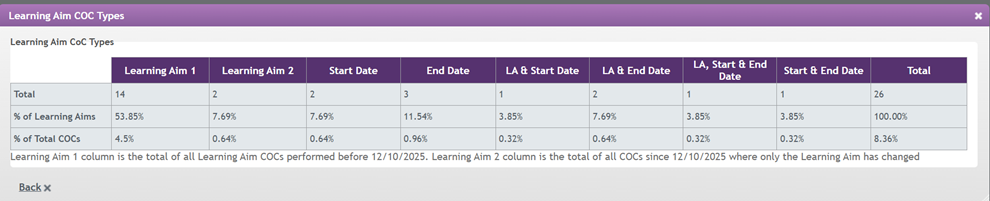 Learning Aim COC Types
Learning Aim CoC Types
Learning Aim 1 Learning Aim 2 Start Date End Date LA & Start Date LA & End Date LA, Start & End Date Start & End Date Total
Total 14 2 2 3 1 2 1 1 26
% of Learning Aims 53.85% 7.69% 7.69% 11.54% 3.85% 7.69% 3.85% 3.85% 100.00%
% of Total COCs 4.5% 0.64% 0.64% 0.96% 0.32% 0.64% 0.32% 0.32% 8.36%
Learning Aim 1 column is the total of all Learning Aim COCs performed before 12/10/2025. Learning Aim 2 column is the total of all COCs since 12/10/2025 where only the Learning Aim has changed
Back